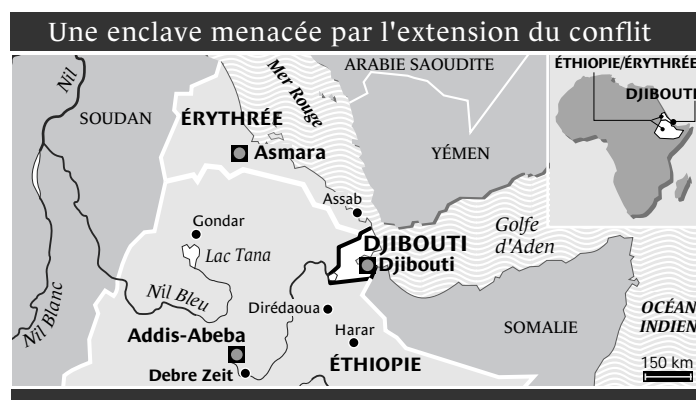 Une enclave menacée par l'extension du conflit
Nil
SOUDAN
ÉRYTHRÉE
Asmara
Mer Rouge
ARABIE SAOUDITE
YÉMEN
ÉTHIOPIE/ÉRYTHRÉE
DJIBOUTI
Assab
Gondar
Lac Tana
DJIBOUTI
Djibouti
Golfe
d'Aden
Nil Bleu
Nil Blanc
Dirédaoua
Addis-Abeba
Harar
SOMALIE
OCÉAN
INDIEN
ÉTHIOPIE
Debre Zeit
150 km